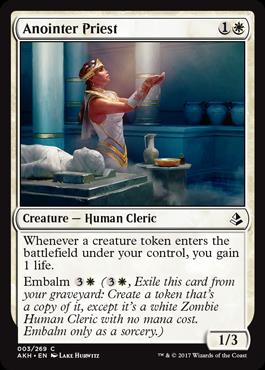 Anointer Priest 1
Creature — Human Cleric
Whenever a creature token enters the
battlefield under your control, you gain
1 life.
Embalm 3 (3, Exile this card from
your graveyard: Create a token that's
a copy of it, except it's a white Zombie
Human Cleric with no mana cost.
Embalm only as a sorcery.)
1/3
003/269 C
AKH • EN Lake Hurwitz
™ & © 2017 Wizards of the Coast